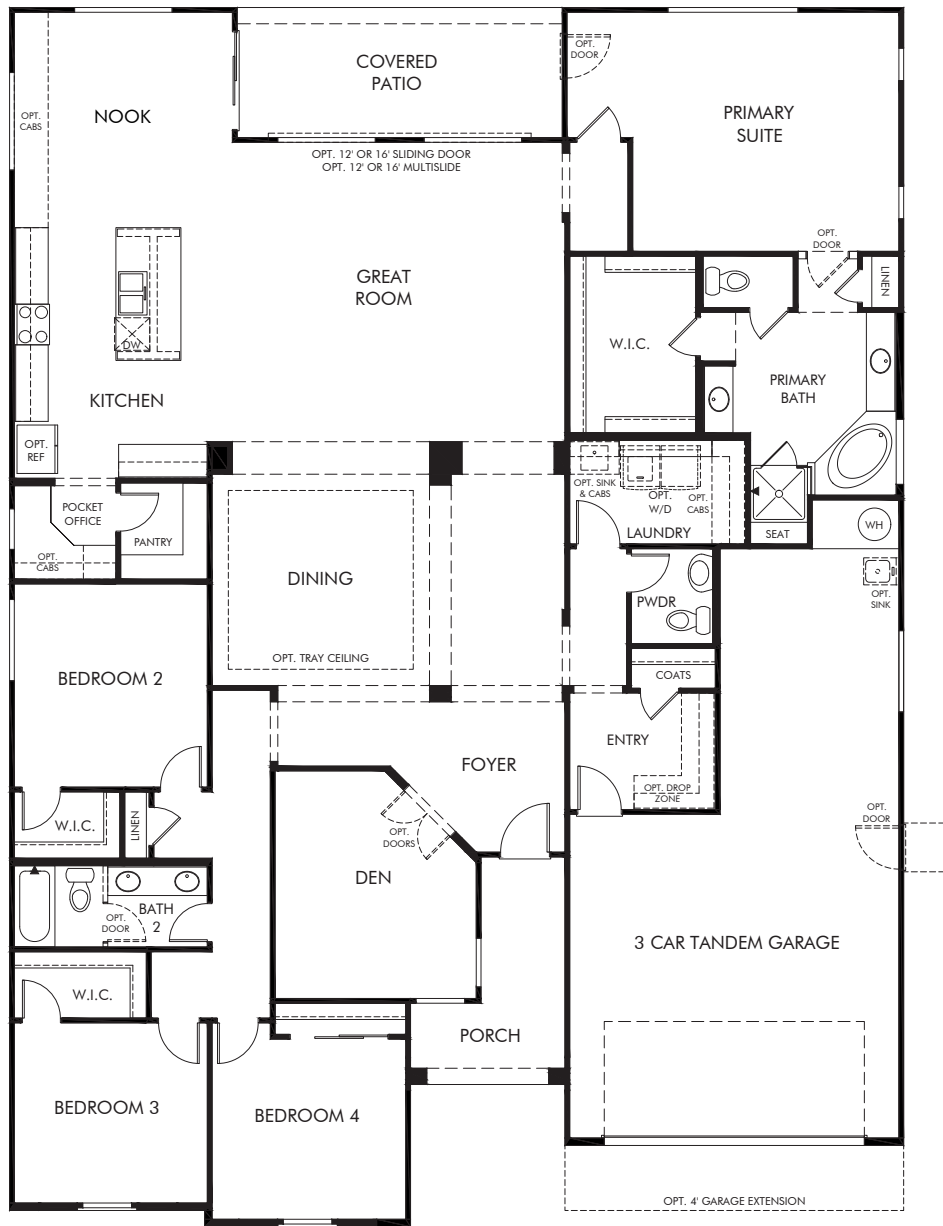 OPT.
DOOR
COVERED
PATIO
PRIMARY
SUITE
OPT.
CABS
NOOK
OPT. 12' OR 16' SLIDING DOOR
OPT. 12' OR 16' MULTISLIDE
OPT.
DOOR
LINEN
GREAT
ROOM
W.I.C.
DW
PRIMARY
BATH
KITCHEN
OPT.
REF
OPT. SINK
& CABS
OPT.
W/D
OPT.
CABS
LAUNDRY
SEAT
WH
POCKET
OFFICE
PANTRY
OPT.
CABS
DINING
OPT. TRAY CEILING
PWDR
OPT.
SINK
COATS
BEDROOM 2
ENTRY
OPT. DROP
ZONE
FOYER
W.I.C.
LINEN
OPT.
DOORS
OPT.
DOOR
DEN
BATH
2
OPT.
DOOR
3 CAR TANDEM GARAGE
W.I.C.
PORCH
BEDROOM 3
BEDROOM 4
OPT. 4' GARAGE EXTENSION